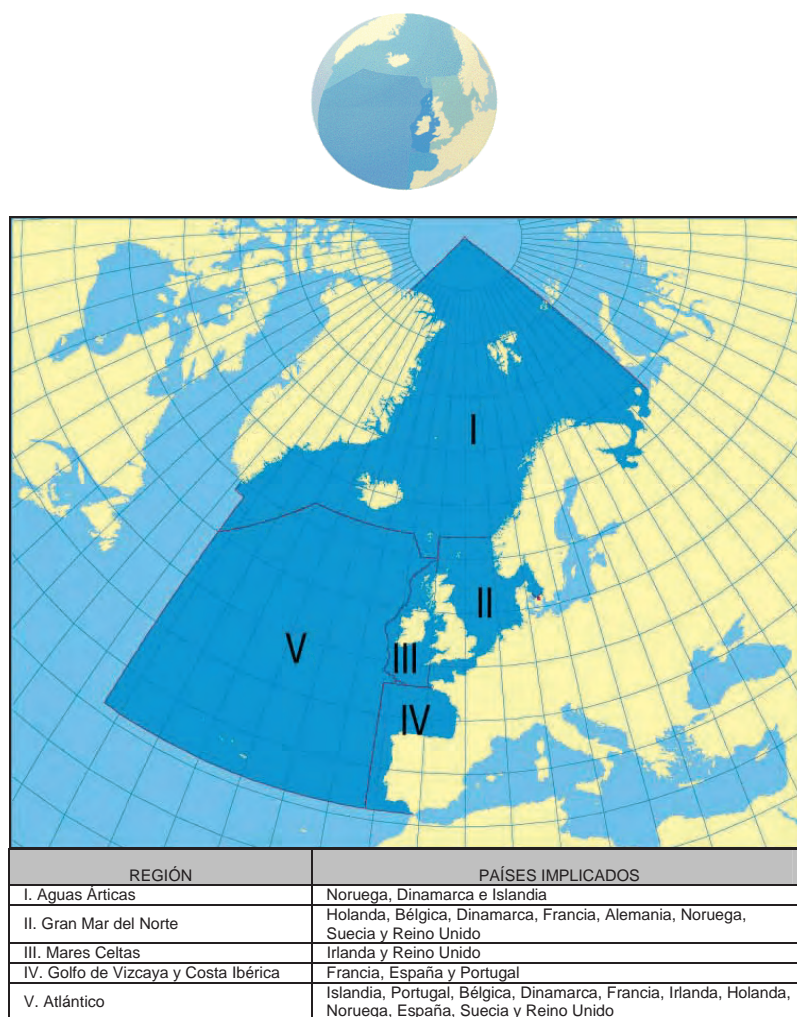 I
II
V
III
IV
REGIÓN PAÍSES IMPLICADOS
I. Aguas Árticas Noruega, Dinamarca e Islandia
II. Gran Mar del Norte Holanda, Bélgica, Dinamarca, Francia, Alemania, Noruega,
Suecia y Reino Unido
III. Mares Celtas Irlanda y Reino Unido
IV. Golfo de Vizcaya y Costa Ibérica Francia, España y Portugal
V. Atlántico Islandia, Portugal, Bélgica, Dinamarca, Francia, Irlanda, Holanda,
Noruega, España, Suecia y Reino Unido